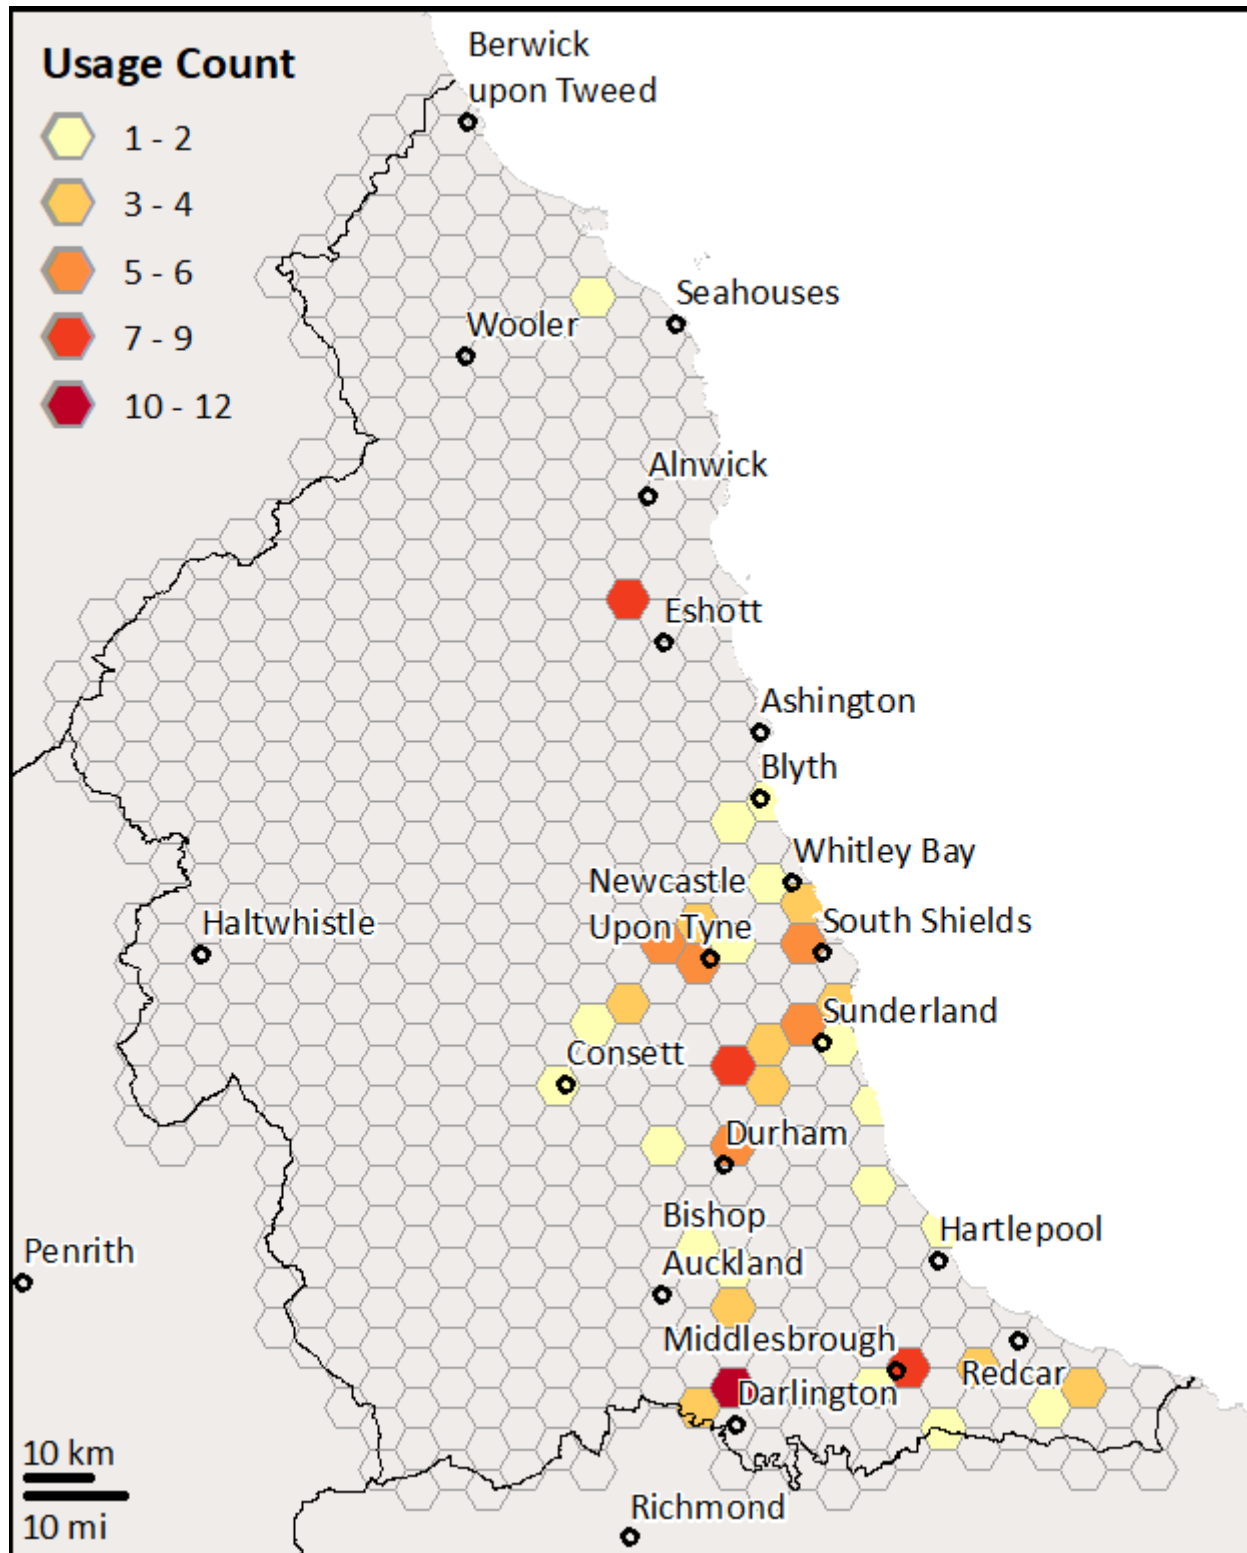 Usage Count
1 - 2
3 - 4
5 - 6
7 - 9
10 - 12
Berwick
upon Tweed
Seahouses
Wooler
Alnwick
Eshott
Ashington
Blyth
Whitley Bay
Newcastle
Upon Tyne
South Shields
Haltwhistle
Sunderland
Consett
Durham
Bishop
Auckland
Hartlepool
Penrith
Middlesbrough
Redcar
Darlington
10 km
10 mi
Richmond